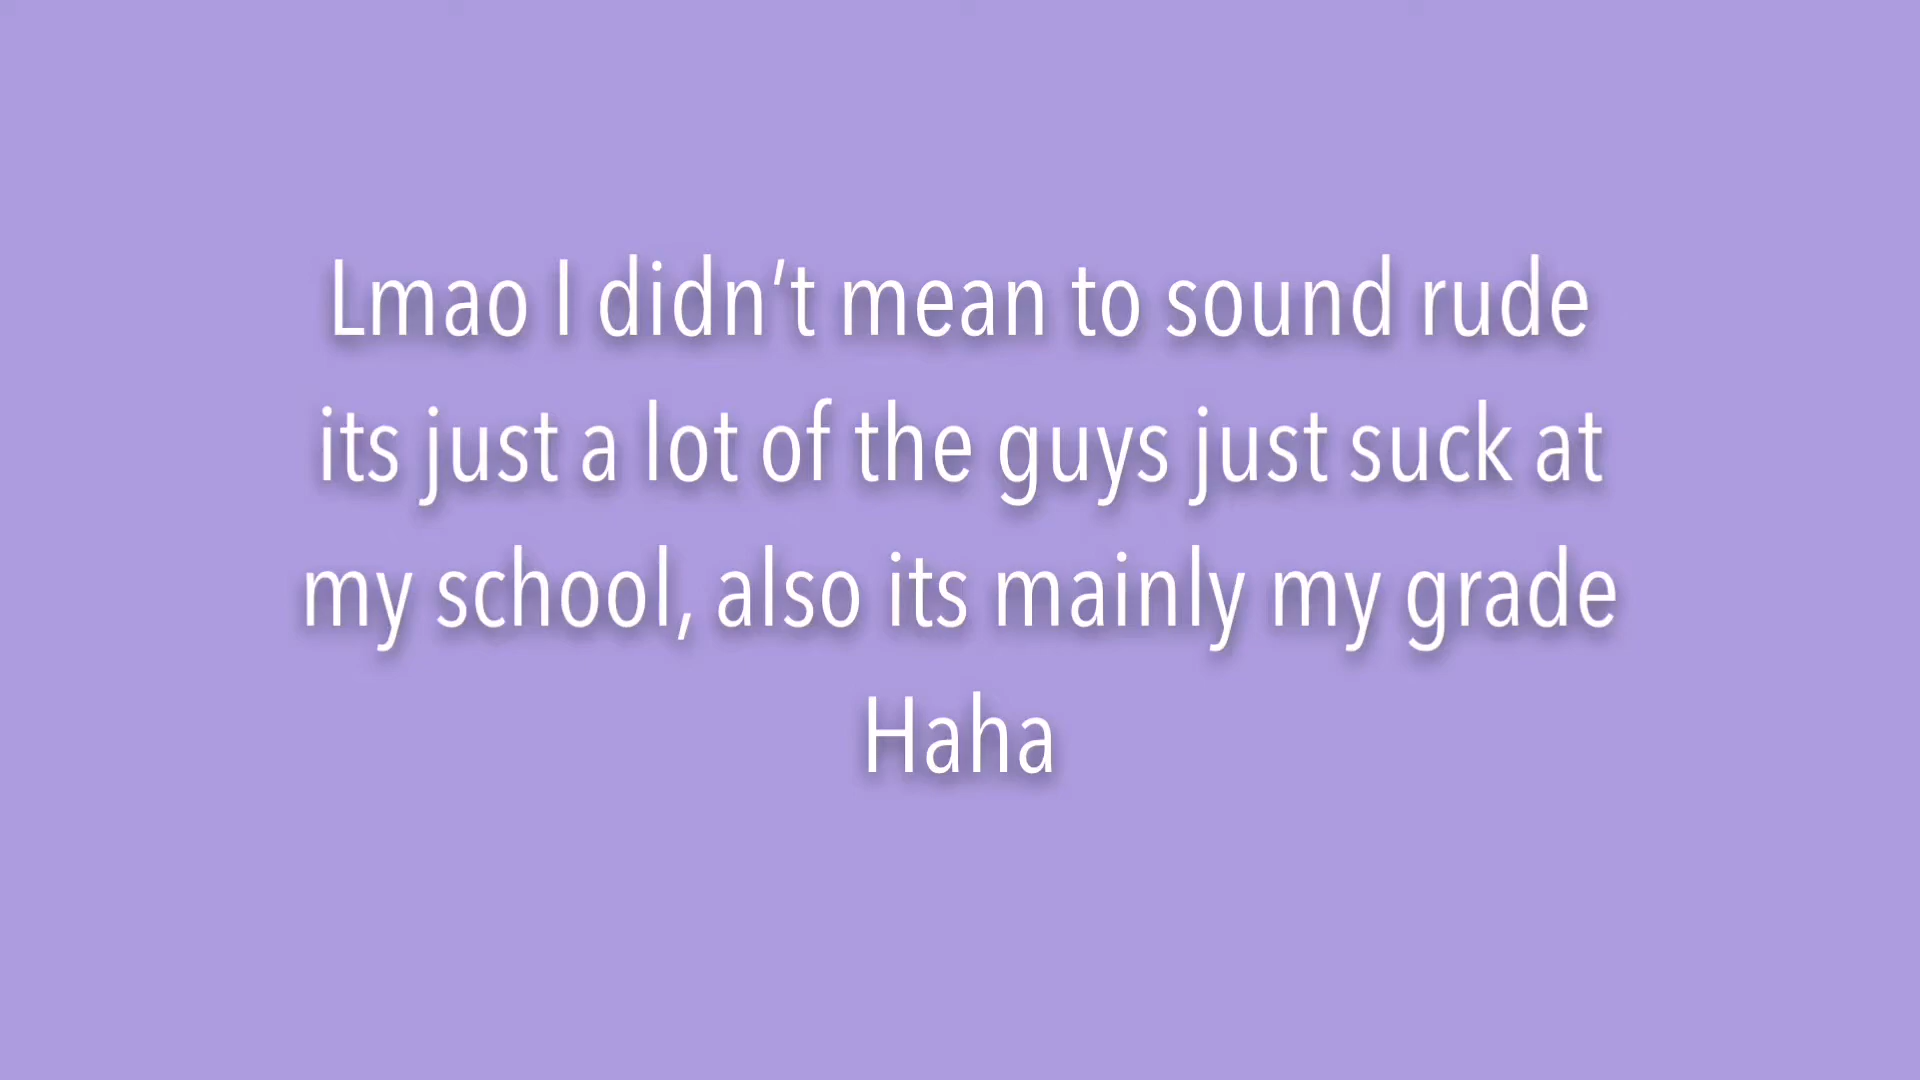 Lmao I didn’t mean to sound rude
its just a lot of the guys just suck at
my school, also its mainly my grade
Haha